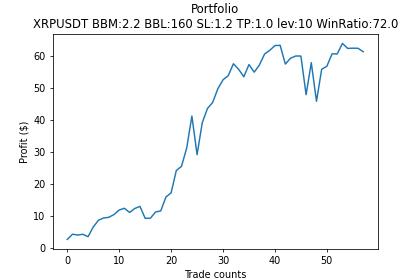 Portfolio
XRPUSDT BBM:2.2 BBL:160 SL:1.2 TP:1.0 lev:10 WinRatio:72.0
60
50
40
30
20
10
0
Profit ($)
0 10 20 30 40 50
Trade counts